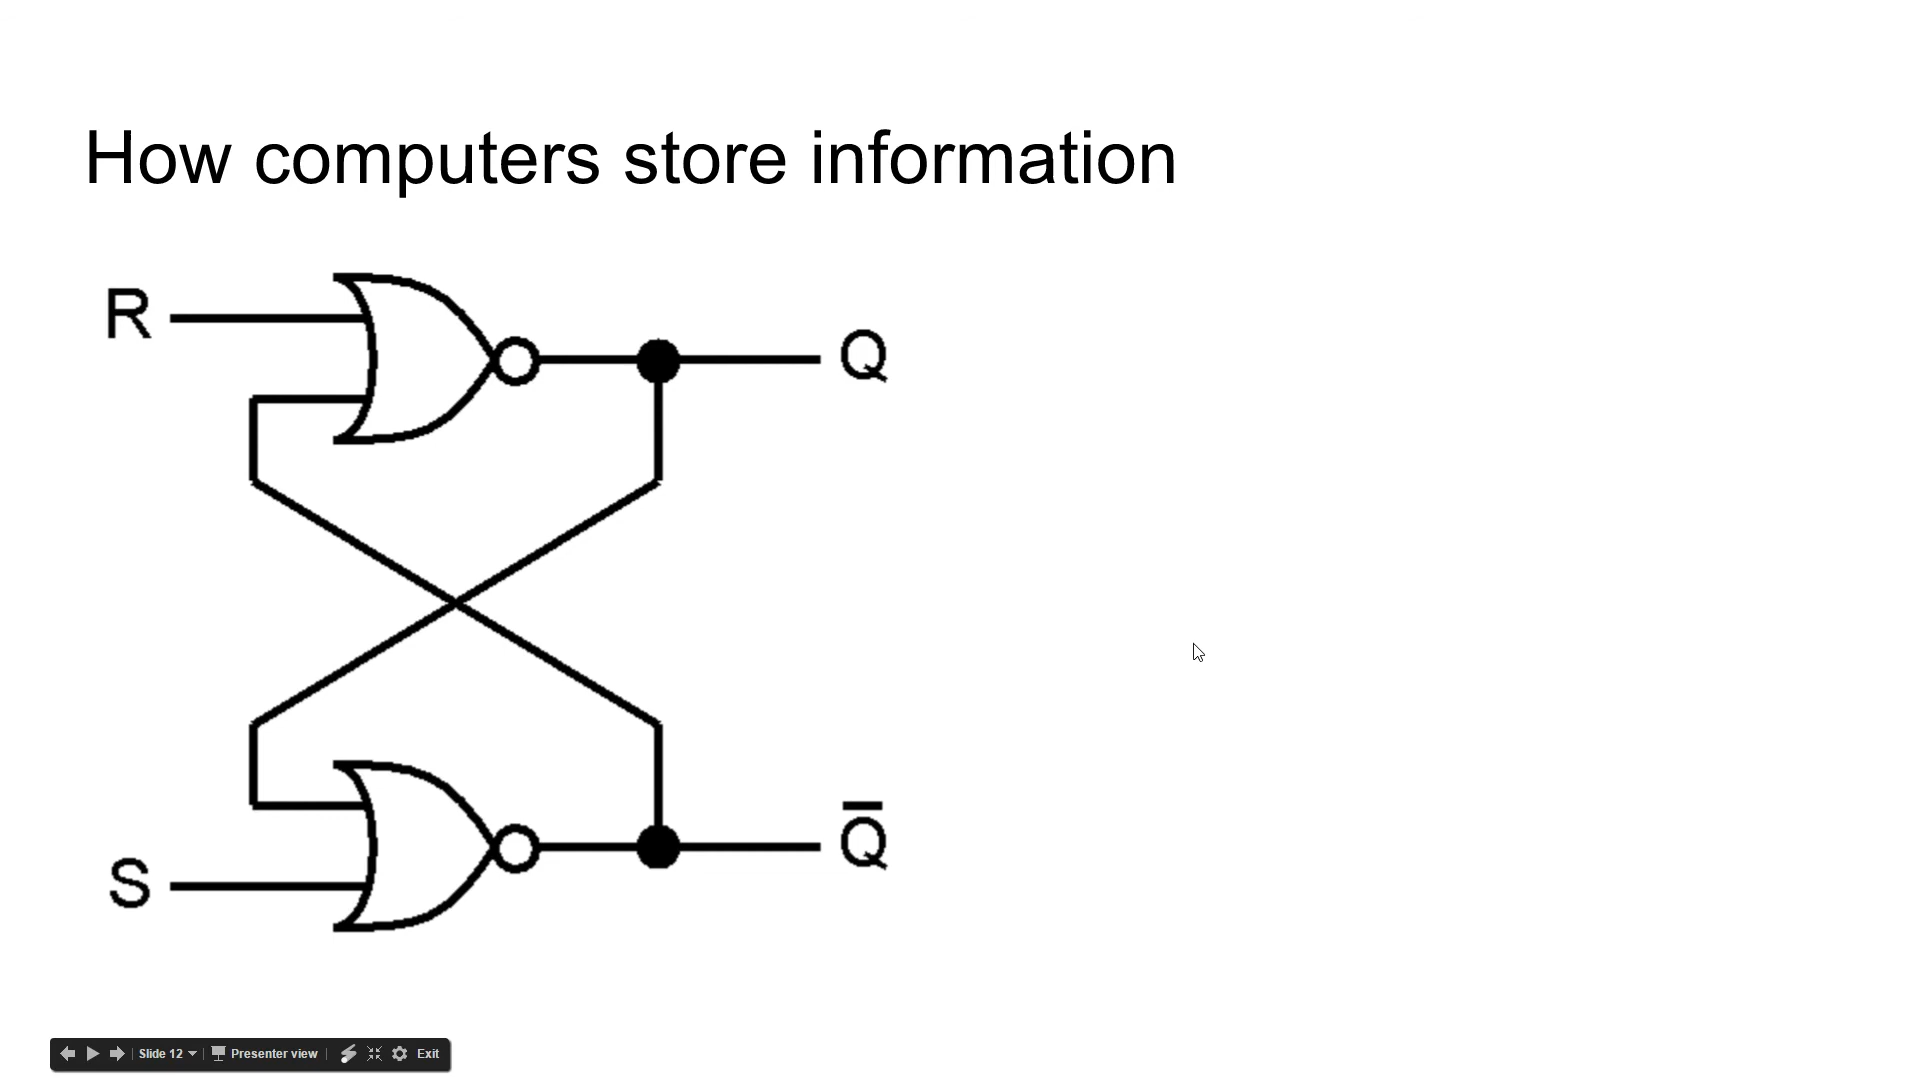 How computers store information
R
Q
Q̅
S
Slide 12 Presenter view Exit